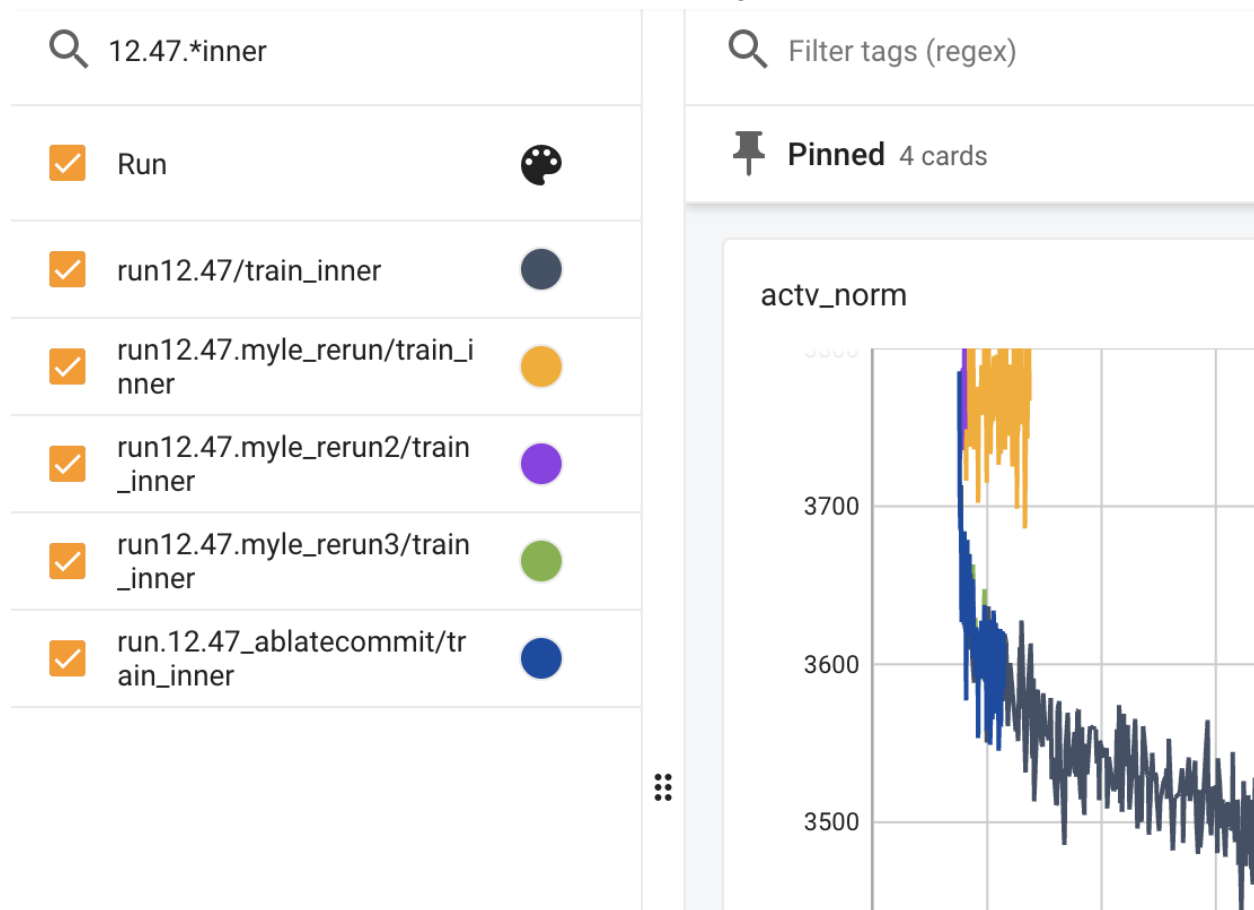 12.47.*inner
Run
run12.47/train_inner
run12.47.myle_rerun/train_i
nner
run12.47.myle_rerun2/train
_inner
run12.47.myle_rerun3/train
_inner
run.12.47_ablatecommit/tr
ain_inner
Filter tags (regex)
Pinned 4 cards
actv_norm
3800
3700
3600
3500